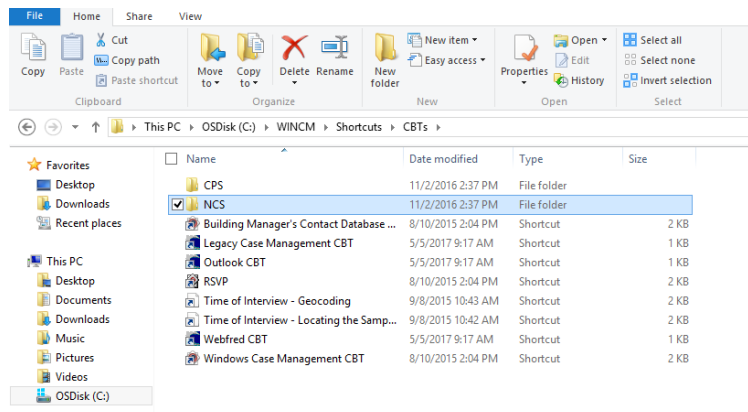 File Home Share View
Cut Copy path Paste shortcut
Copy Paste Move to Copy to Delete Rename New folder
New item Easy access
Properties Open Edit History
Select all Select none Invert selection
Clipboard Organize New Open Select
This PC OSDisk (C:) WINCM Shortcuts CBTs
Favorites
Desktop
Downloads
Recent places
This PC
Desktop
Documents
Downloads
Music
Pictures
Videos
OSDisk (C:)
Name Date modified Type Size
CPS 11/2/2016 2:37 PM File folder
NCS 11/2/2016 2:37 PM File folder
Building Manager's Contact Database ... 8/10/2015 2:04 PM Shortcut 2 KB
Legacy Case Management CBT 5/5/2017 9:17 AM Shortcut 1 KB
Outlook CBT 5/5/2017 9:17 AM Shortcut 1 KB
RSVP 8/10/2015 2:04 PM Shortcut 2 KB
Time of Interview - Geocoding 9/8/2015 10:43 AM Shortcut 2 KB
Time of Interview - Locating the Samp... 9/8/2015 10:42 AM Shortcut 2 KB
Webfred CBT 5/5/2017 9:17 AM Shortcut 1 KB
Windows Case Management CBT 8/10/2015 2:04 PM Shortcut 2 KB